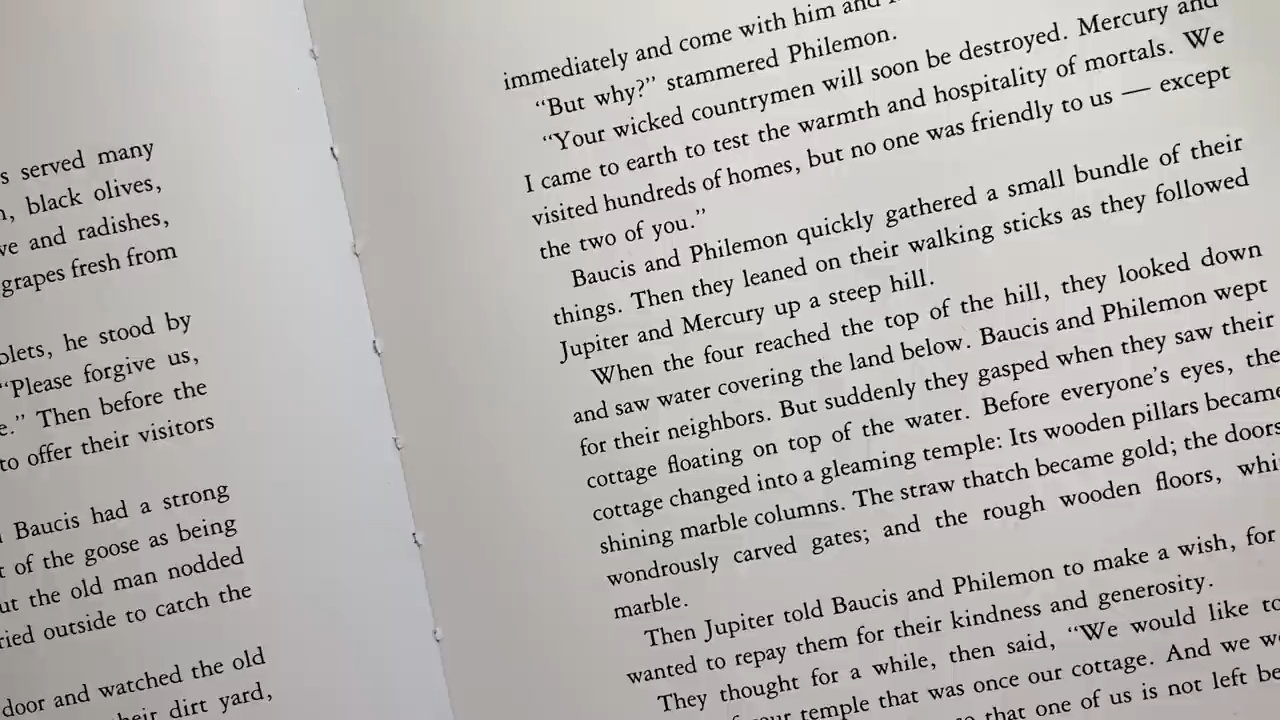 s served many
black olives,
and radishes,
grapes fresh from
he stood by
“Please forgive us,
Then before the
to offer their visitors
Baucis had a strong
of the goose as being
the old man nodded
outside to catch the
door and watched the old
dirt yard,
immediately and come with him and
“But why?” stammered Philemon.
“Your wicked countrymen will soon be destroyed. Mercury and
I came to earth to test the warmth and hospitality of mortals. We
visited hundreds of homes, but no one was friendly to us — except
the two of you.”
Baucis and Philemon quickly gathered a small bundle of their
things. Then they leaned on their walking sticks as they followed
Jupiter and Mercury up a steep hill.
When the four reached the top of the hill, they looked down
and saw water covering the land below. Baucis and Philemon wept
for their neighbors. But suddenly they gasped when they saw their
cottage floating on top of the water. Before everyone’s eyes, the
cottage changed into a gleaming temple: Its wooden pillars became
shining marble columns. The straw thatch became gold; the doors
wondrously carved gates; and the rough wooden floors, whi
marble.
Then Jupiter told Baucis and Philemon to make a wish, for
wanted to repay them for their kindness and generosity.
They thought for a while, then said, “We would like to
temple that was once our cottage. And we w
that one of us is not left be